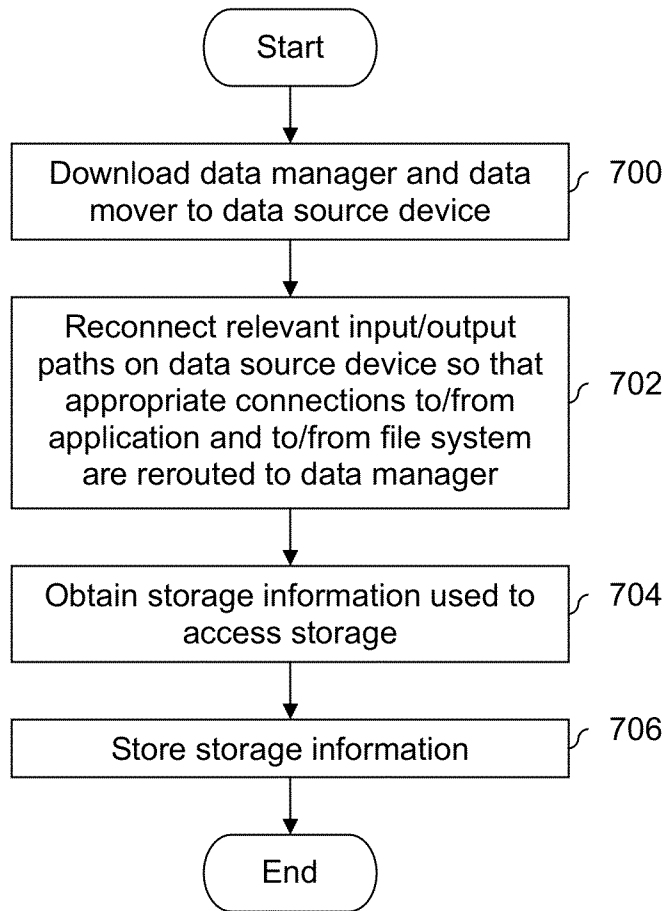 Start
Download data manager and data
mover to data source device
700
Reconnect relevant input/output
paths on data source device so that
appropriate connections to/from
application and to/from file system
are rerouted to data manager
702
Obtain storage information used to
access storage
704
Store storage information
706
End